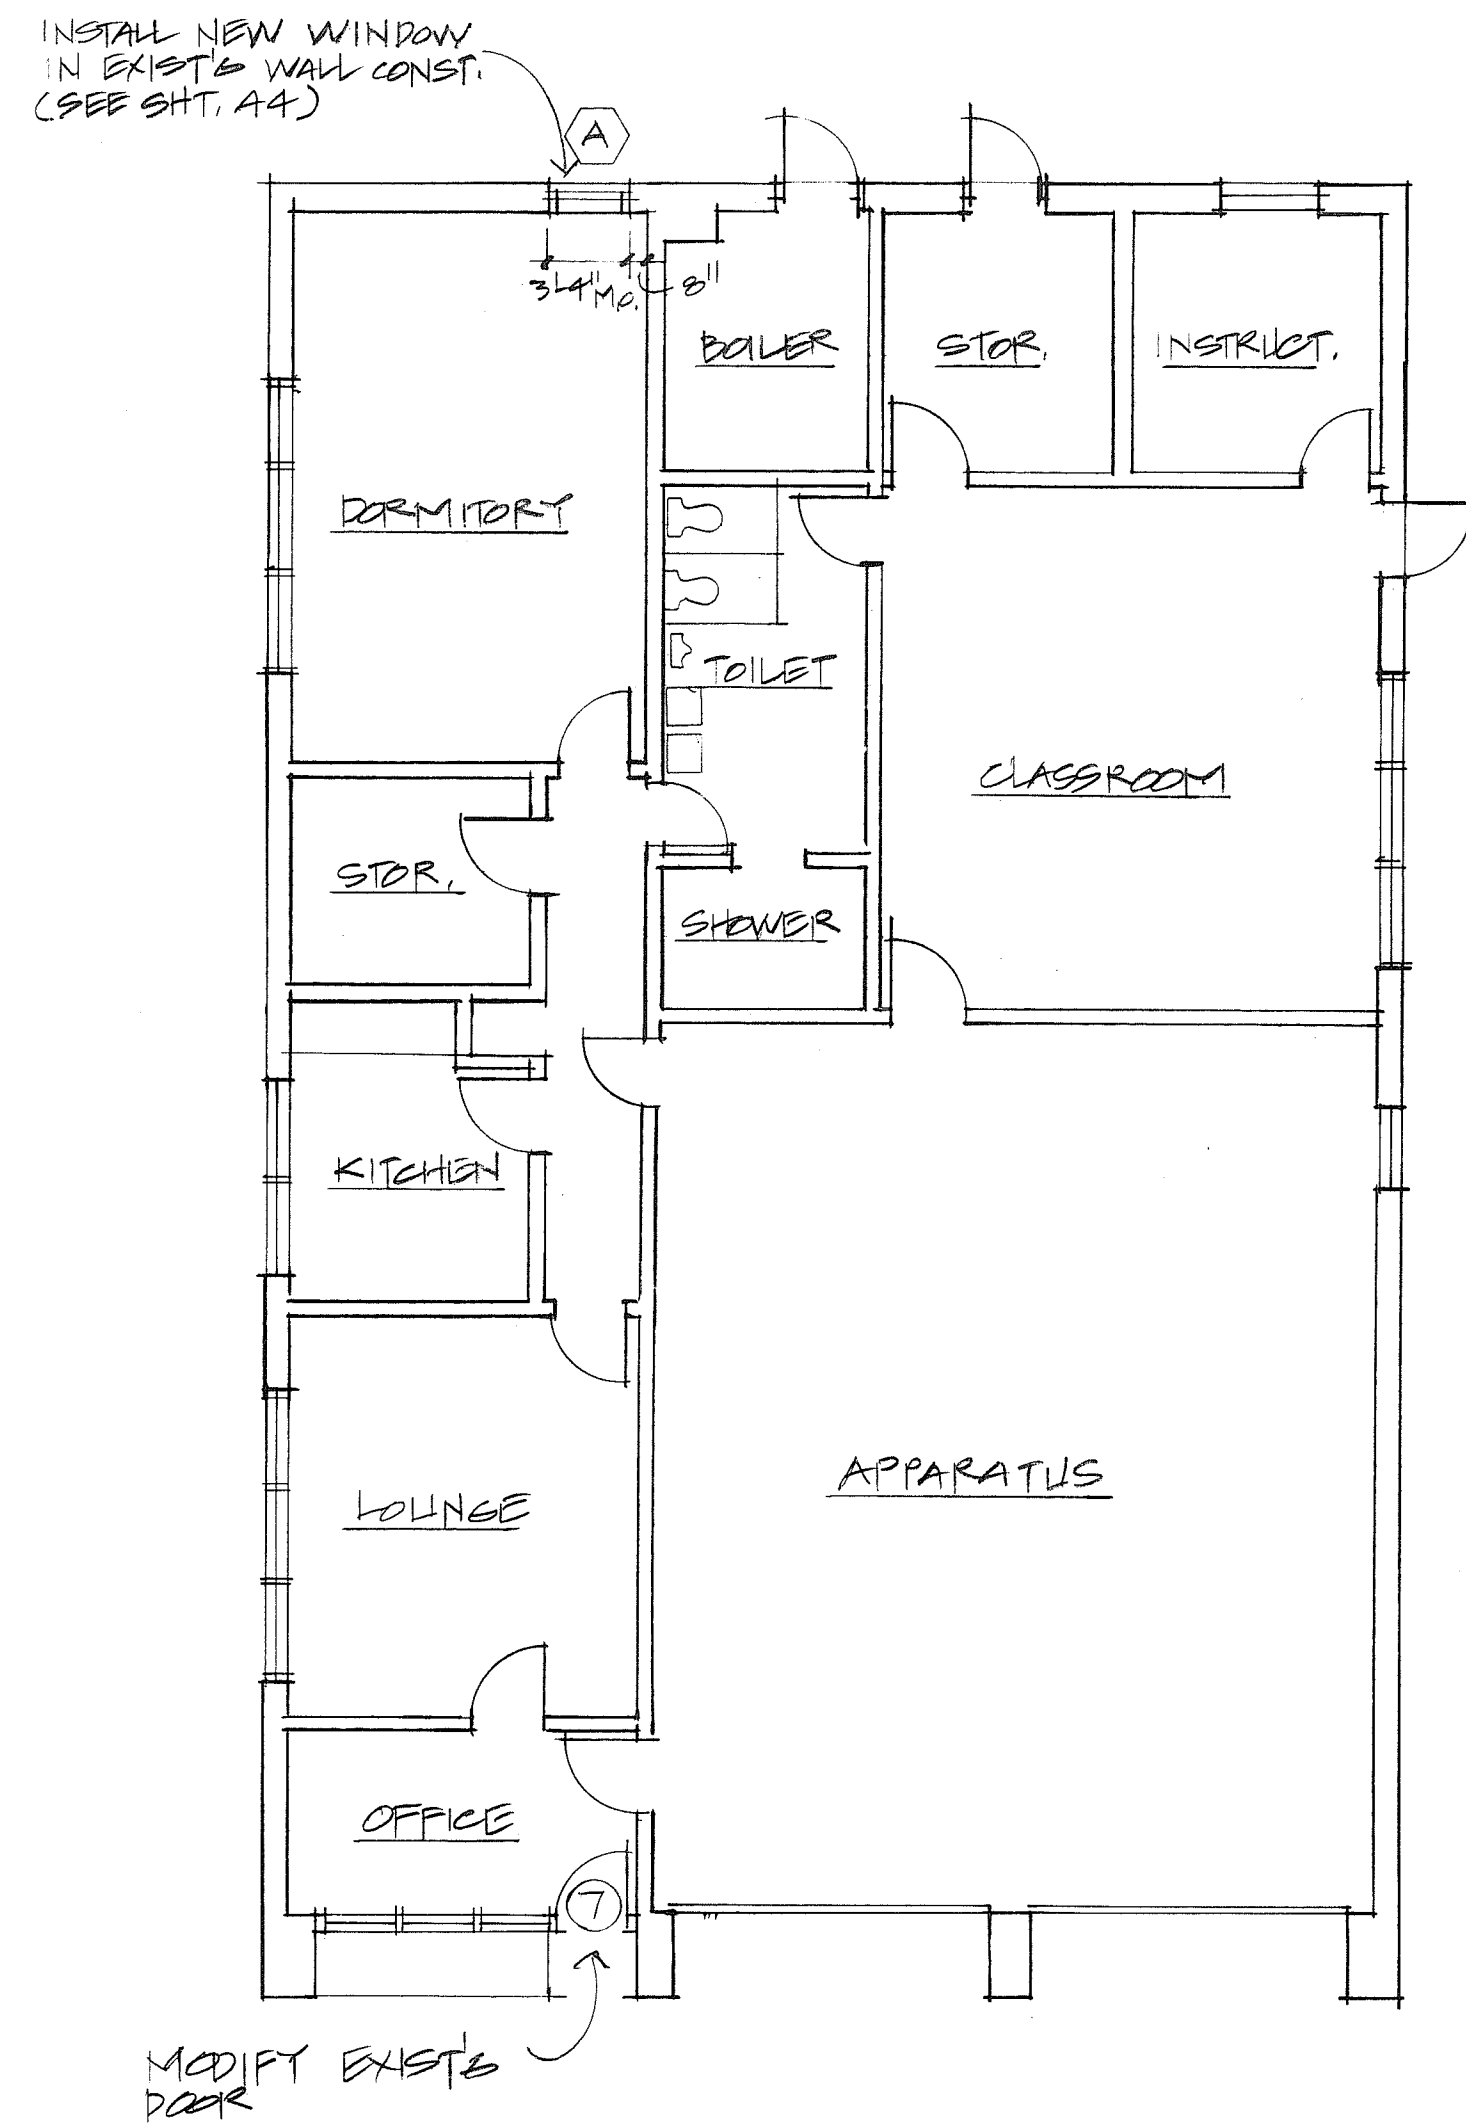 INSTALL NEW WINDOW
IN EXIST'G WALL CONST.
(SEE SHT. A4)
A
3'-4" M.O. 8"
BOILER
STOR.
INSTRUCT.
DORMITORY
TOILET
CLASSROOM
STOR.
SHOWER
KITCHEN
APPARATUS
LOUNGE
OFFICE
7
MODIFY EXIST'G
DOOR